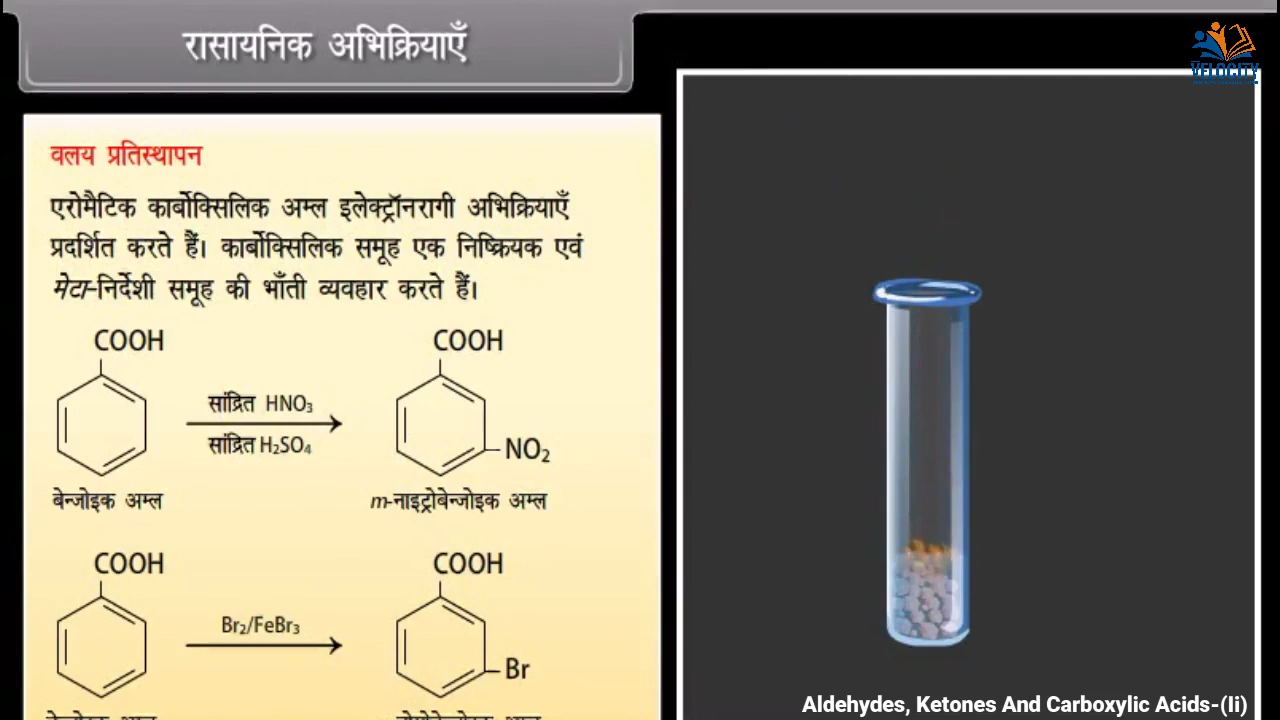 रासायनिक अभिक्रियाएँ
VELOCITY
वलय प्रतिस्थापन
एरोमैटिक कार्बोक्सिलिक अम्ल इलेक्ट्रॉनरागी अभिक्रियाएँ
प्रदर्शित करते हैं। कार्बोक्सिलिक समूह एक निष्क्रियक एवं
मेटा-निर्देशी समूह की भाँती व्यवहार करते हैं।
COOH
COOH
सांद्रित HNO₃
सांद्रित H₂SO₄
NO₂
बेन्जोइक अम्ल
m-नाइट्रोबेन्जोइक अम्ल
COOH
COOH
Br₂/FeBr₃
Br
Aldehydes, Ketones And Carboxylic Acids-(Ii)